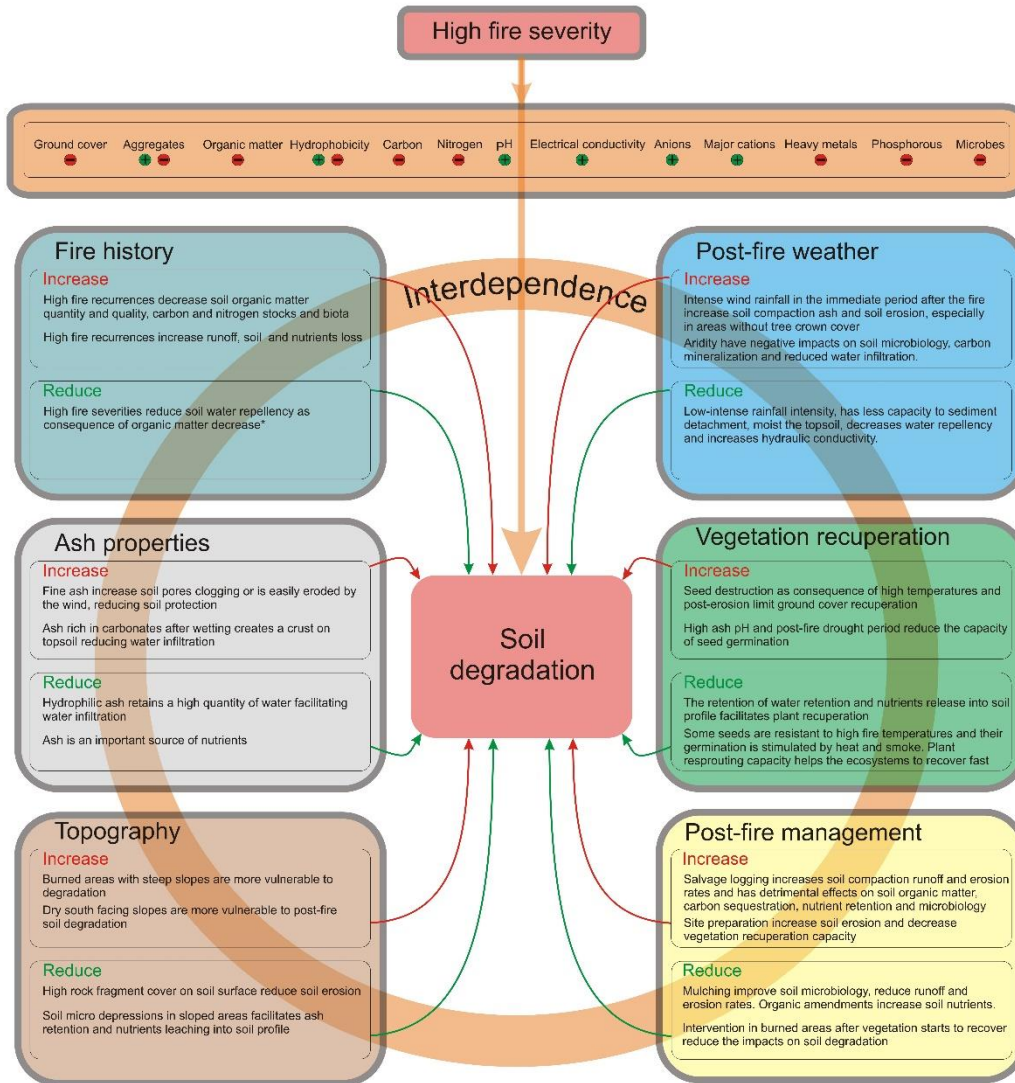 High fire severity
Ground cover Aggregates Organic matter Hydrophobicity Carbon Nitrogen pH Electrical conductivity Anions Major cations Heavy metals Phosphorous Microbes
Interdependence
Fire history
Increase
High fire recurrences decrease soil organic matter
quantity and quality, carbon and nitrogen stocks and biota
High fire recurrences increase runoff, soil and nutrients loss
Reduce
High fire severities reduce soil water repellency as
consequence of organic matter decrease*
Post-fire weather
Increase
Intense wind rainfall in the immediate period after the fire
increase soil compaction ash and soil erosion, especially
in areas without tree crown cover
Aridity have negative impacts on soil microbiology, carbon
mineralization and reduced water infiltration.
Reduce
Low-intense rainfall intensity, has less capacity to sediment
detachment, moist the topsoil, decreases water repellency
and increases hydraulic conductivity.
Ash properties
Increase
Fine ash increase soil pores clogging or is easily eroded by
the wind, reducing soil protection
Ash rich in carbonates after wetting creates a crust on
topsoil reducing water infiltration
Reduce
Hydrophilic ash retains a high quantity of water facilitating
water infiltration
Ash is an important source of nutrients
Soil
degradation
Vegetation recuperation
Increase
Seed destruction as consequence of high temperatures and
post-erosion limit ground cover recuperation
High ash pH and post-fire drought period reduce the capacity
of seed germination
Reduce
The retention of water retention and nutrients release into soil
profile facilitates plant recuperation
Some seeds are resistant to high fire temperatures and their
germination is stimulated by heat and smoke. Plant
resprouting capacity helps the ecosystems to recover fast
Topography
Increase
Burned areas with steep slopes are more vulnerable to
degradation
Dry south facing slopes are more vulnerable to post-fire
soil degradation
Reduce
High rock fragment cover on soil surface reduce soil erosion
Soil micro depressions in sloped areas facilitates ash
retention and nutrients leaching into soil profile
Post-fire management
Increase
Salvage logging increases soil compaction runoff and erosion
rates and has detrimental effects on soil organic matter,
carbon sequestration, nutrient retention and microbiology
Site preparation increase soil erosion and decrease
vegetation recuperation capacity
Reduce
Mulching improve soil microbiology, reduce runoff and
erosion rates. Organic amendments increase soil nutrients.
Intervention in burned areas after vegetation starts to recover
reduce the impacts on soil degradation